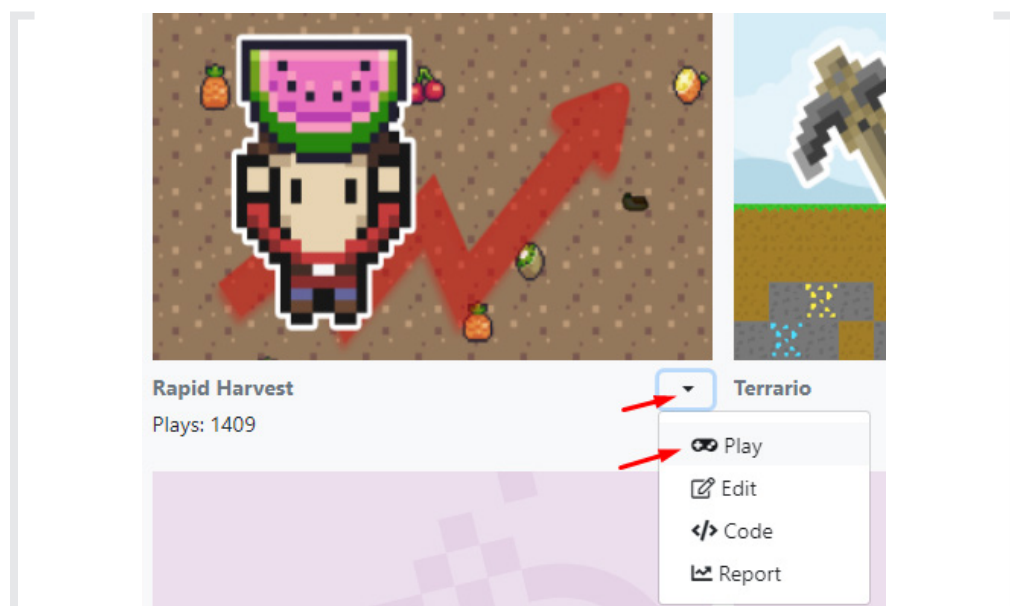 Rapid Harvest
Terrario
Plays: 1409
Play
Edit
Code
Report